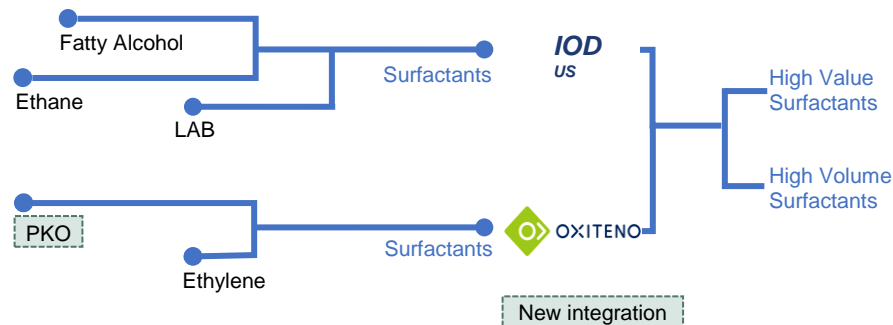 Fatty Alcohol
Ethane
LAB
Surfactants
IOD
US
High Value
Surfactants
High Volume
Surfactants
PKO
Ethylene
Surfactants
OXITENO
New integration